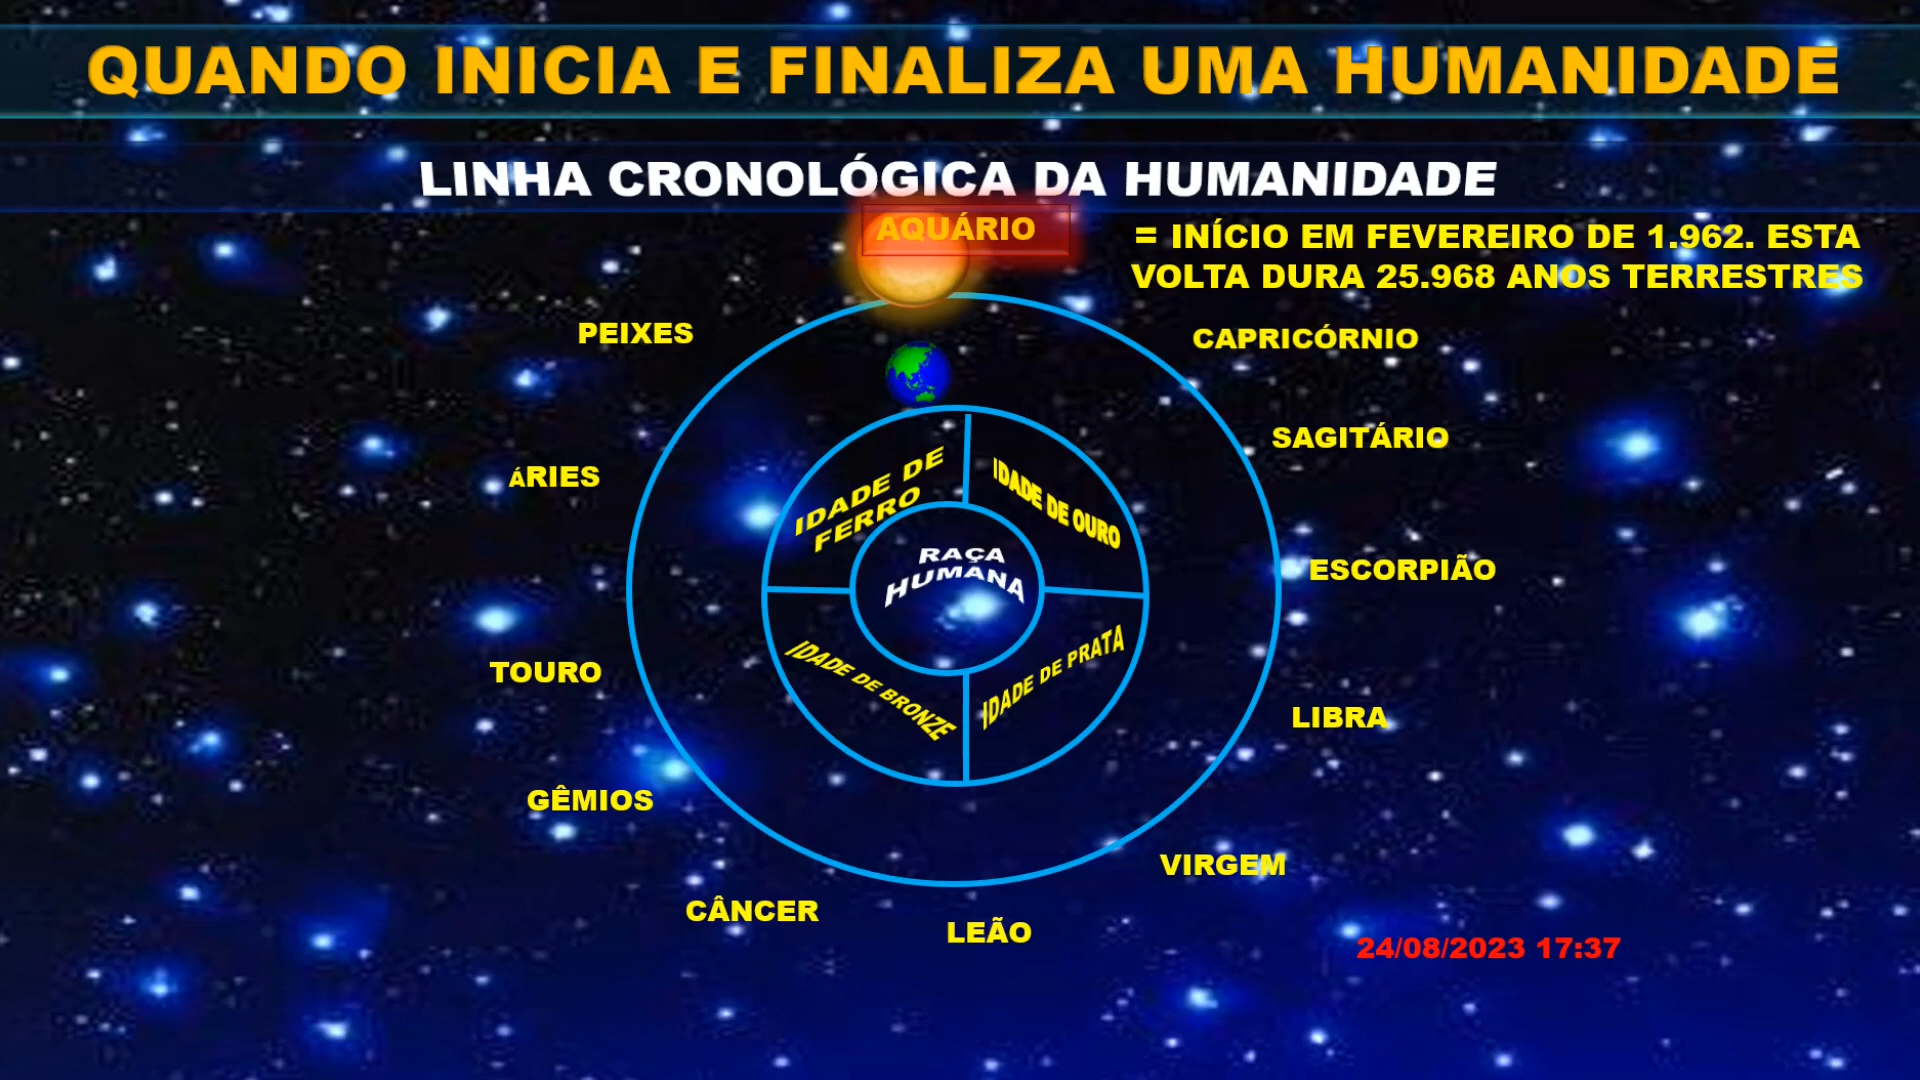 QUANDO INICIA E FINALIZA UMA HUMANIDADE
LINHA CRONOLÓGICA DA HUMANIDADE
AQUÁRIO
= INÍCIO EM FEVEREIRO DE 1.962. ESTA
VOLTA DURA 25.968 ANOS TERRESTRES
PEIXES
CAPRICÓRNIO
SAGITÁRIO
ÁRIES
IDADE DE
FERRO
IDADE DE OURO
RAÇA
HUMANA
ESCORPIÃO
TOURO
IDADE DE BRONZE
IDADE DE PRATA
LIBRA
GÊMIOS
VIRGEM
CÂNCER
LEÃO
24/08/2023 17:37